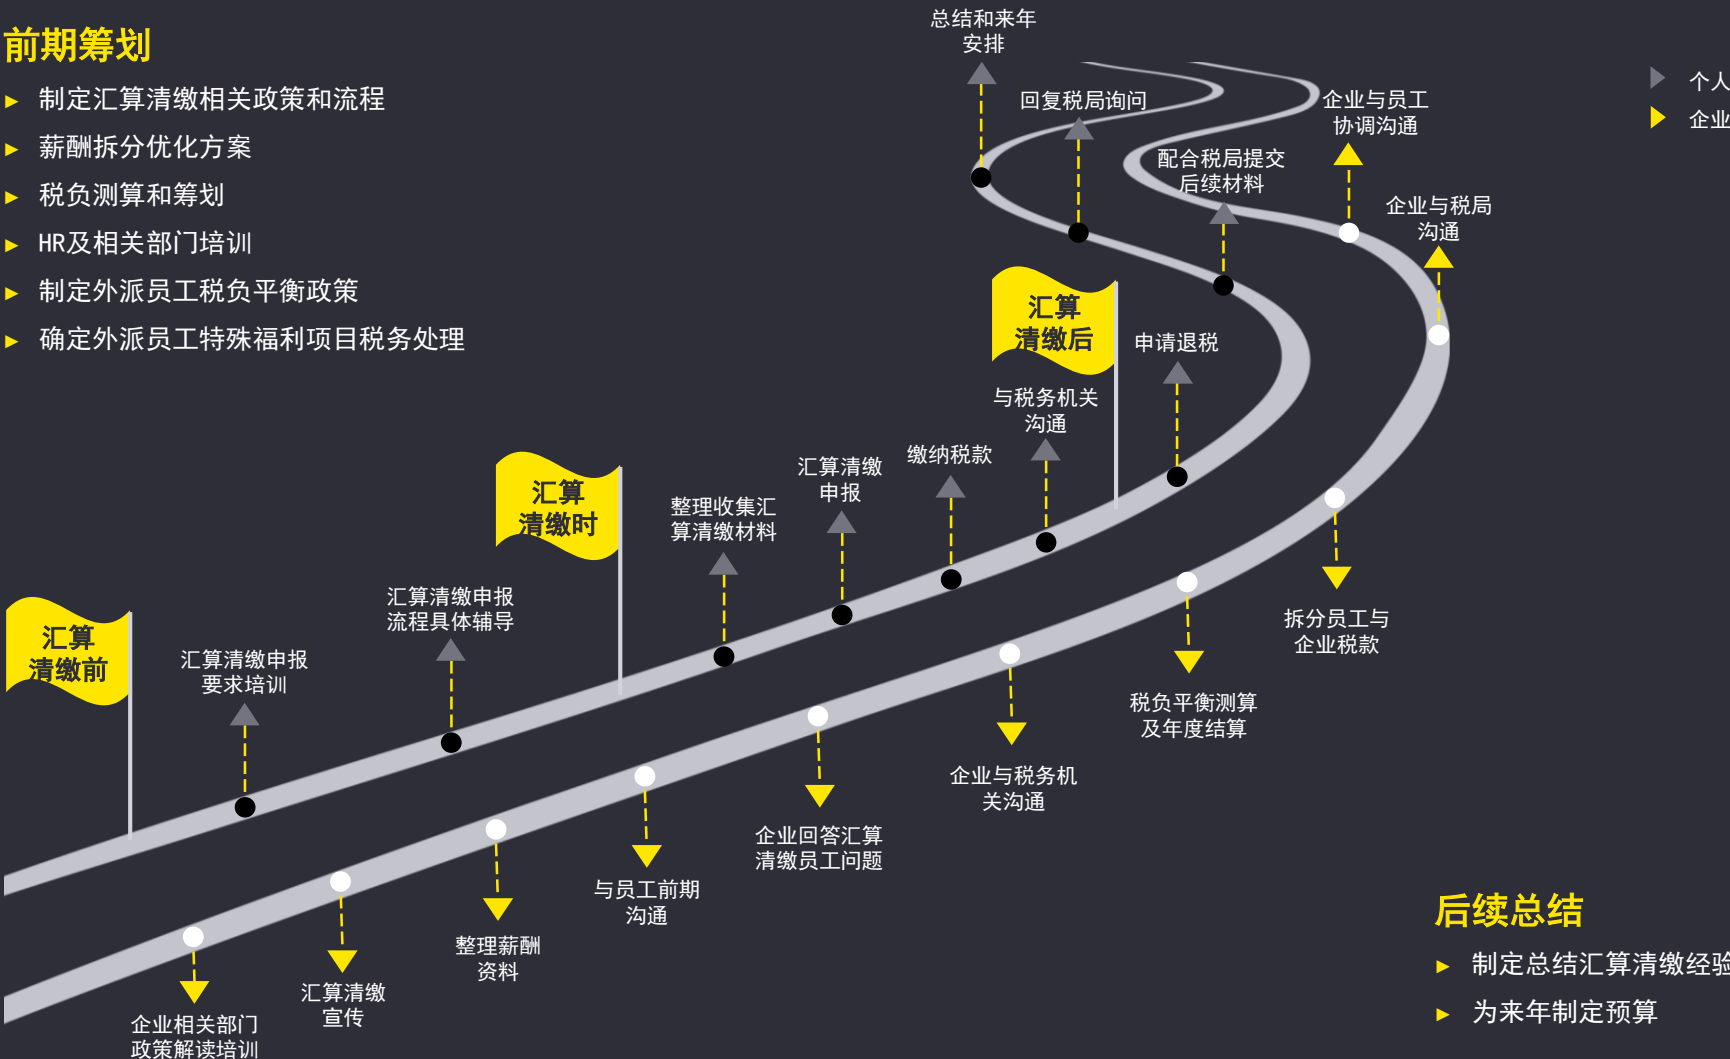 前期筹划
制定汇算清缴相关政策和流程
薪酬拆分优化方案
税负测算和筹划
HR及相关部门培训
制定外派员工税负平衡政策
确定外派员工特殊福利项目税务处理
总结和来年
安排
回复税局询问
配合税局提交
后续材料
企业与员工
协调沟通
企业与税局
沟通
个人
企业
汇算
清缴后
申请退税
与税务机关
沟通
缴纳税款
汇算清缴
申报
整理收集汇
算清缴材料
汇算
清缴时
汇算清缴申报
流程具体辅导
汇算清缴申报
要求培训
汇算
清缴前
拆分员工与
企业税款
税负平衡测算
及年度结算
企业与税务机
关沟通
企业回答汇算
清缴员工问题
与员工前期
沟通
整理薪酬
资料
汇算清缴
宣传
企业相关部门
政策解读培训
后续总结
制定总结汇算清缴经验
为来年制定预算